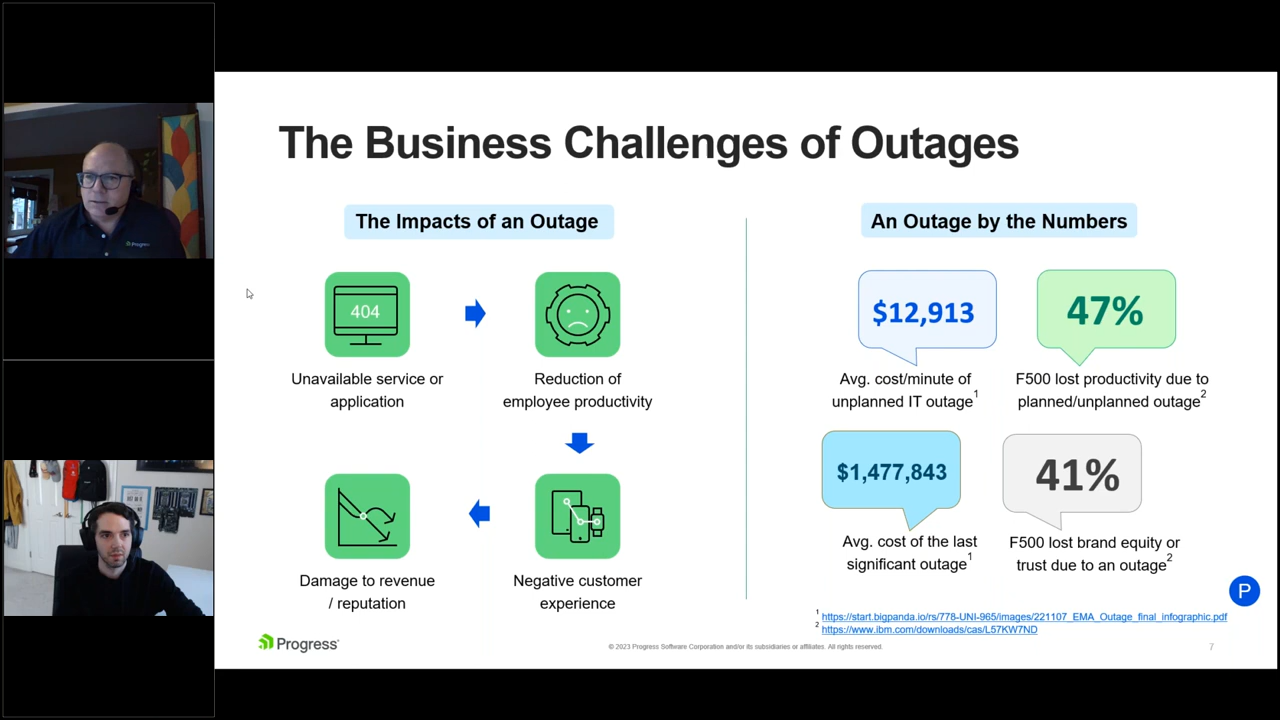 The Business Challenges of Outages
The Impacts of an Outage
404
Unavailable service or
application
Reduction of
employee productivity
Damage to revenue
/ reputation
Negative customer
experience
An Outage by the Numbers
$12,913
Avg. cost/minute of
unplanned IT outage1
47%
F500 lost productivity due to
planned/unplanned outage2
$1,477,843
Avg. cost of the last
significant outage1
41%
F500 lost brand equity or
trust due to an outage2
P
1 https://start.bigpanda.io/rs/778-UNI-965/images/221107_EMA_Outage_final_infographic.pdf
2 https://www.ibm.com/downloads/cas/L57KW7ND
Progress
© 2023 Progress Software Corporation and/or its subsidiaries or affiliates. All rights reserved.
7
Progress